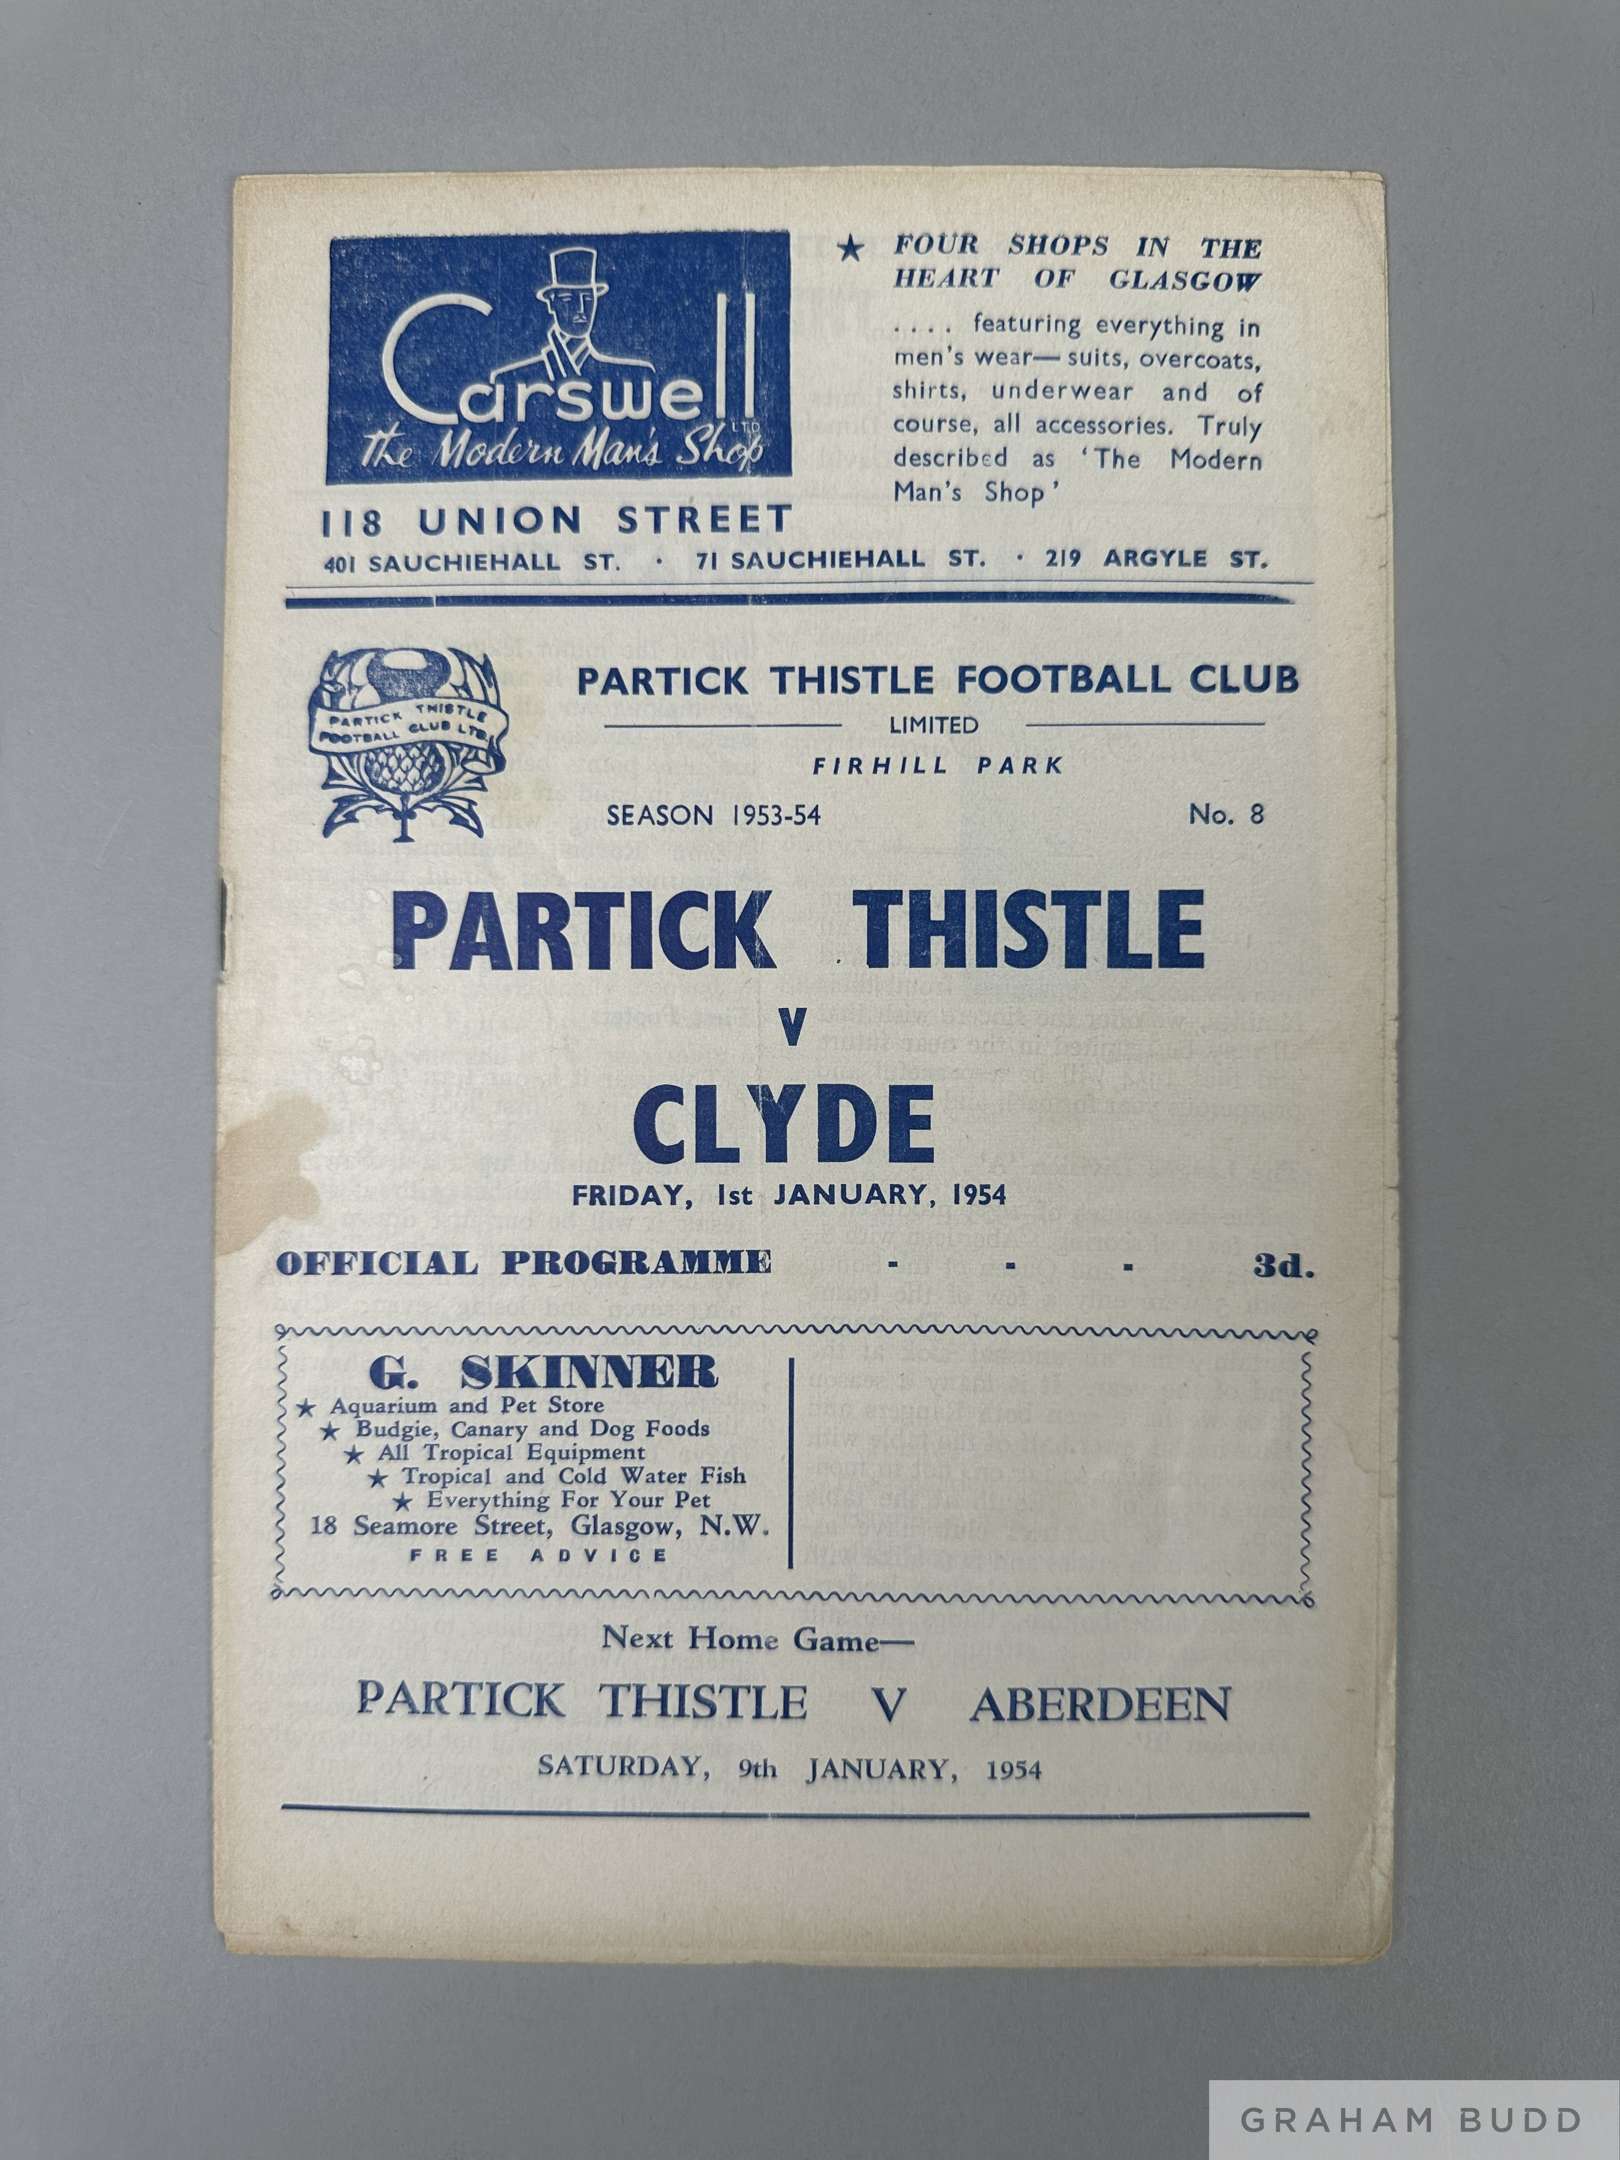 Carswell
LTD
The Modern Man's Shop
118 UNION STREET
★ FOUR SHOPS IN THE
HEART OF GLASGOW
.... featuring everything in
men's wear— suits, overcoats,
shirts, underwear and of
course, all accessories. Truly
described as 'The Modern
Man's Shop'
401 SAUCHIEHALL ST. · 71 SAUCHIEHALL ST. · 219 ARGYLE ST.
PARTICK THISTLE
FOOTBALL CLUB LTD.
PARTICK THISTLE FOOTBALL CLUB
LIMITED
FIRHILL PARK
SEASON 1953-54 No. 8
PARTICK THISTLE
v
CLYDE
FRIDAY, 1st JANUARY, 1954
OFFICIAL PROGRAMME - - - 3d.
G. SKINNER
★ Aquarium and Pet Store
★ Budgie, Canary and Dog Foods
★ All Tropical Equipment
★ Tropical and Cold Water Fish
★ Everything For Your Pet
18 Seamore Street, Glasgow, N.W.
FREE ADVICE
Next Home Game—
PARTICK THISTLE V ABERDEEN
SATURDAY, 9th JANUARY, 1954
GRAHAM BUDD